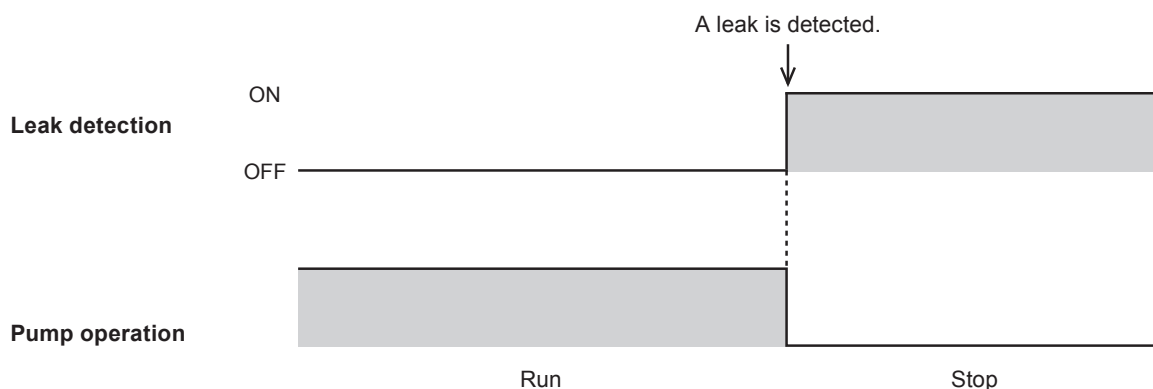 A leak is detected.
ON
Leak detection
OFF
Pump operation
Run Stop